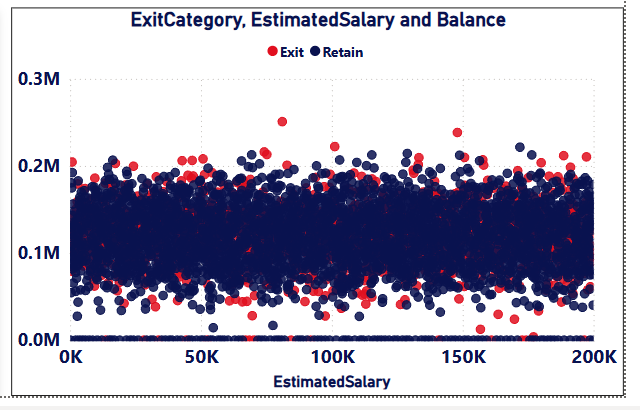 ExitCategory, EstimatedSalary and Balance
Exit Retain
0.3M
0.2M
0.1M
0.0M
0K 50K 100K 150K 200K
EstimatedSalary